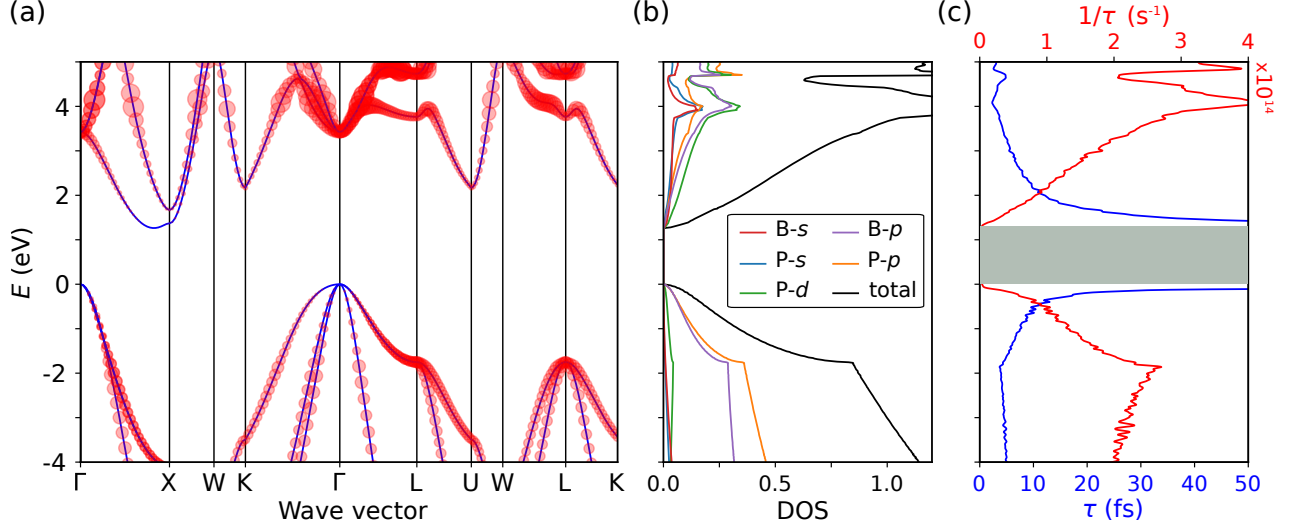 (a)
(b)
(c)
E (eV)
4
2
0
-2
-4
Γ X W K Γ L U W L K
Wave vector
B-s
P-s
P-d
B-p
P-p
total
0.0 0.5 1.0
DOS
1/τ (s⁻¹)
0 1 2 3 4
×10¹⁴
0 10 20 30 40 50
τ (fs)